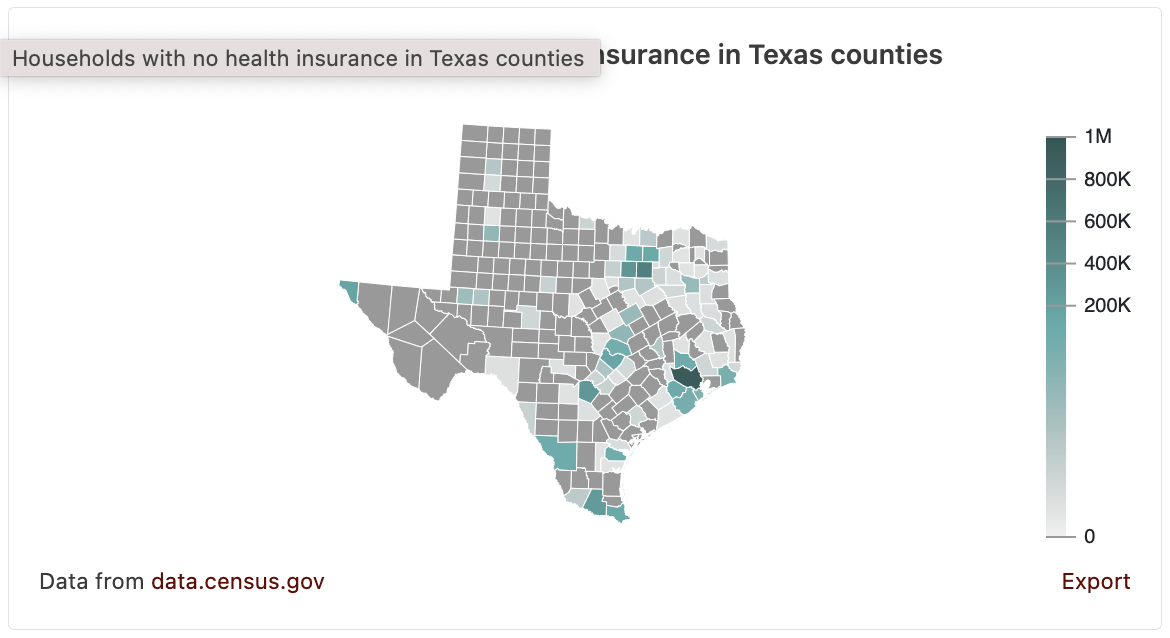 Households with no health insurance in Texas counties
nsurance in Texas counties
1M
800K
600K
400K
200K
0
Data from data.census.gov
Export